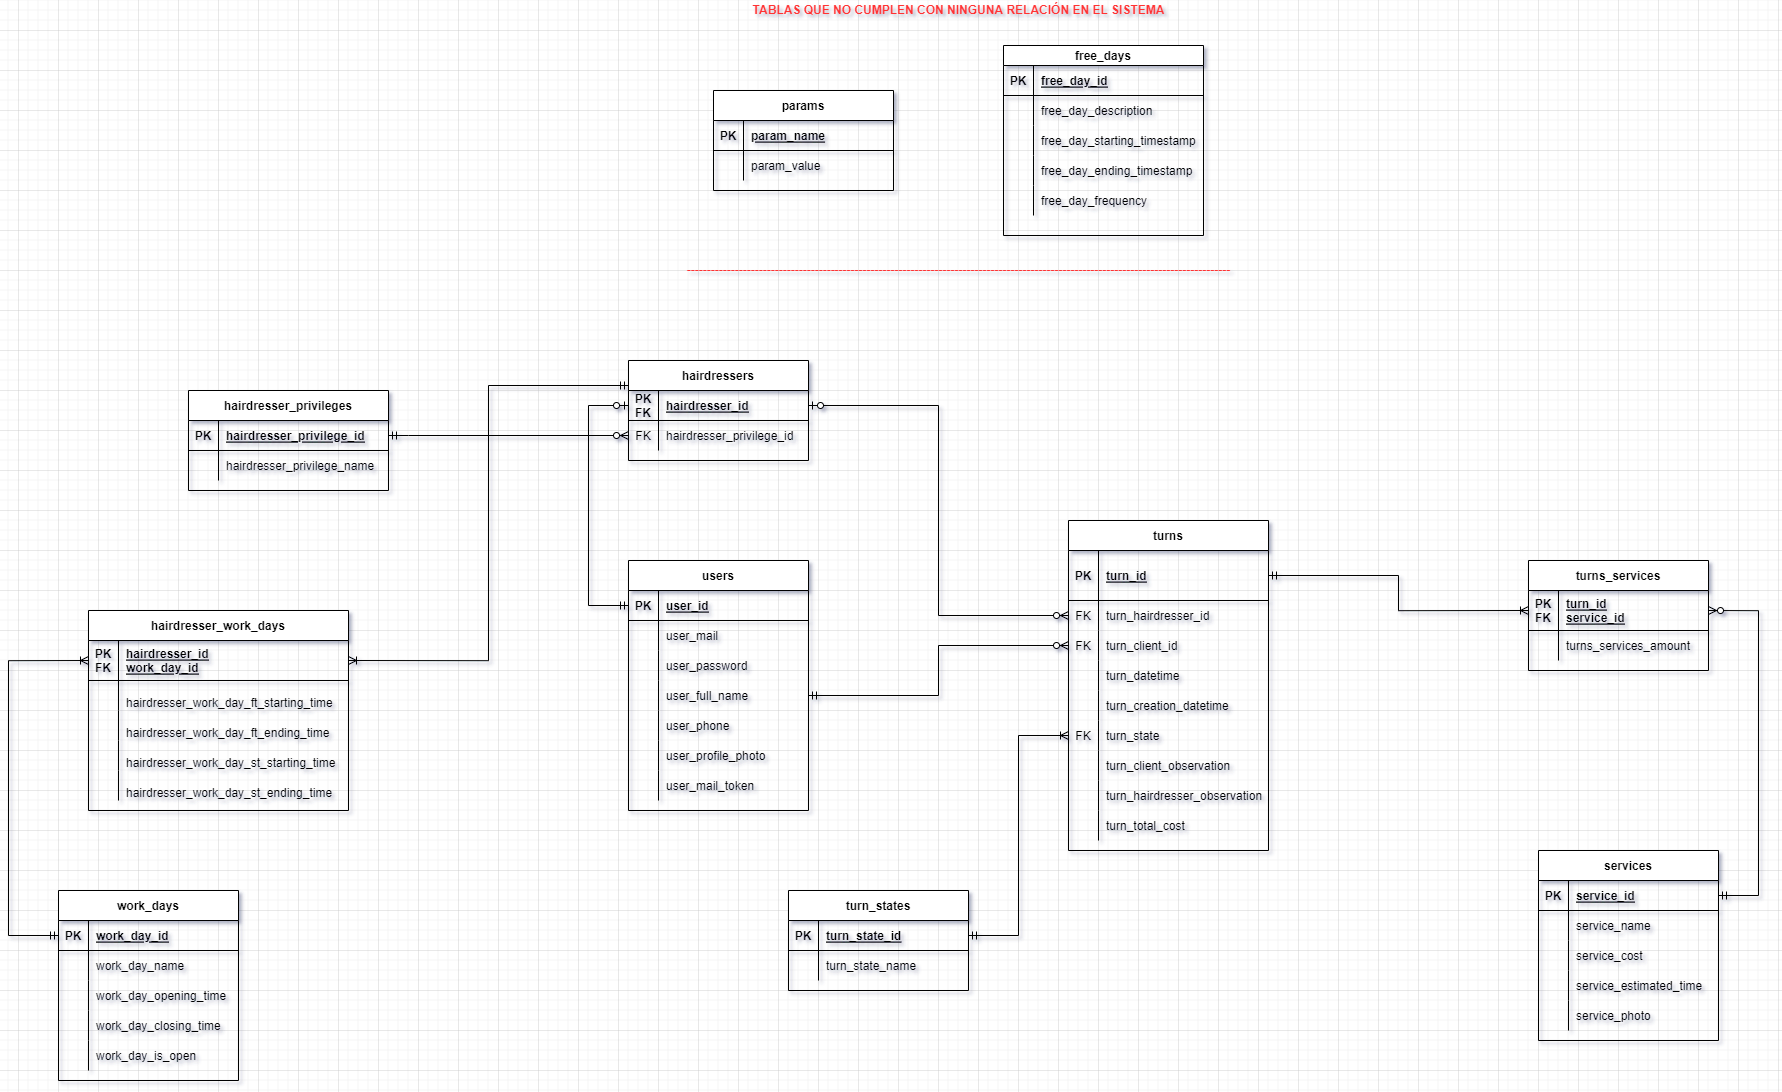 TABLAS QUE NO CUMPLEN CON NINGUNA RELACIÓN EN EL SISTEMA
params
PK param_name
param_value
free_days
PK free_day_id
free_day_description
free_day_starting_timestamp
free_day_ending_timestamp
free_day_frequency
hairdresser_privileges
PK hairdresser_privilege_id
hairdresser_privilege_name
hairdressers
PK
FK
hairdresser_id
FK hairdresser_privilege_id
users
PK user_id
user_mail
user_password
user_full_name
user_phone
user_profile_photo
user_mail_token
turns
PK turn_id
FK turn_hairdresser_id
FK turn_client_id
turn_datetime
turn_creation_datetime
FK turn_state
turn_client_observation
turn_hairdresser_observation
turn_total_cost
turns_services
PK turn_id
FK service_id
turns_services_amount
hairdresser_work_days
PK hairdresser_id
FK work_day_id
hairdresser_work_day_ft_starting_time
hairdresser_work_day_ft_ending_time
hairdresser_work_day_st_starting_time
hairdresser_work_day_st_ending_time
work_days
PK work_day_id
work_day_name
work_day_opening_time
work_day_closing_time
work_day_is_open
turn_states
PK turn_state_id
turn_state_name
services
PK service_id
service_name
service_cost
service_estimated_time
service_photo